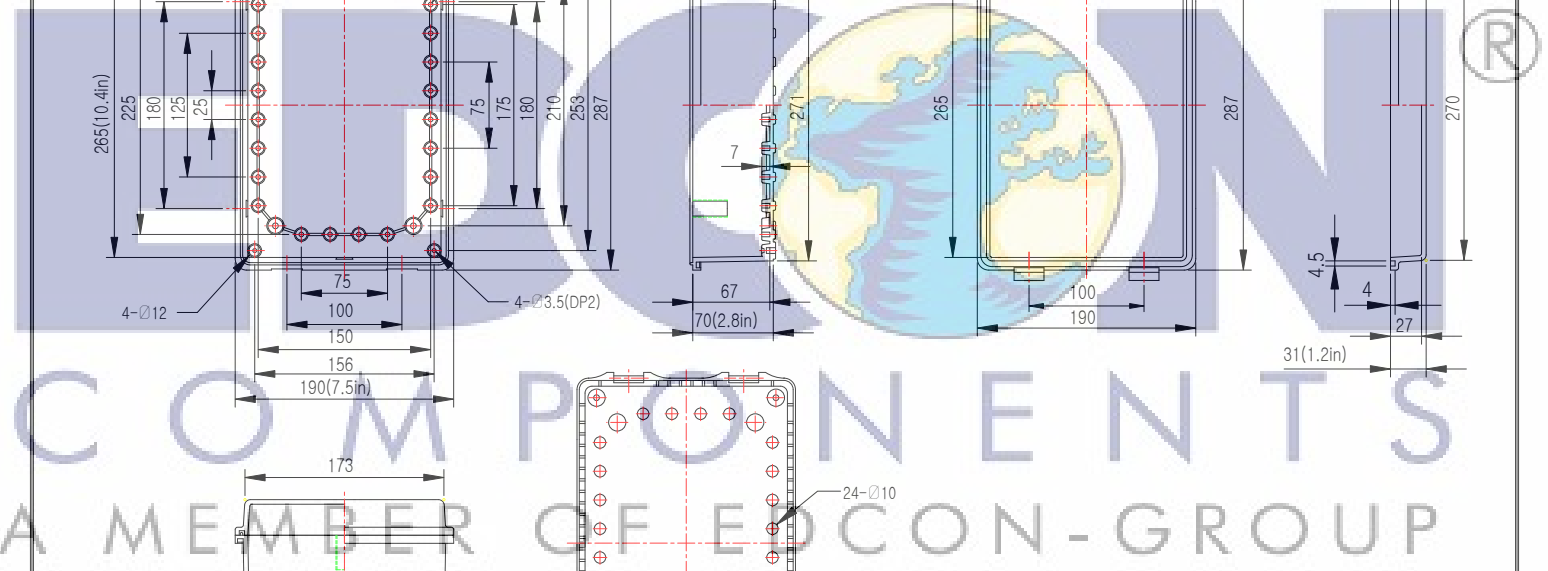 EDCON ®
COMPONENTS
A MEMBER OF EDCON-GROUP
265(10.4in)
225
180
125
25
75
175
180
210
253
287
75
100
150
156
190(7.5in)
4-Ø12
4-Ø3.5(DP2)
7
271
67
70(2.8in)
265
287
100
190
270
4.5
4
27
31(1.2in)
173
24-Ø10